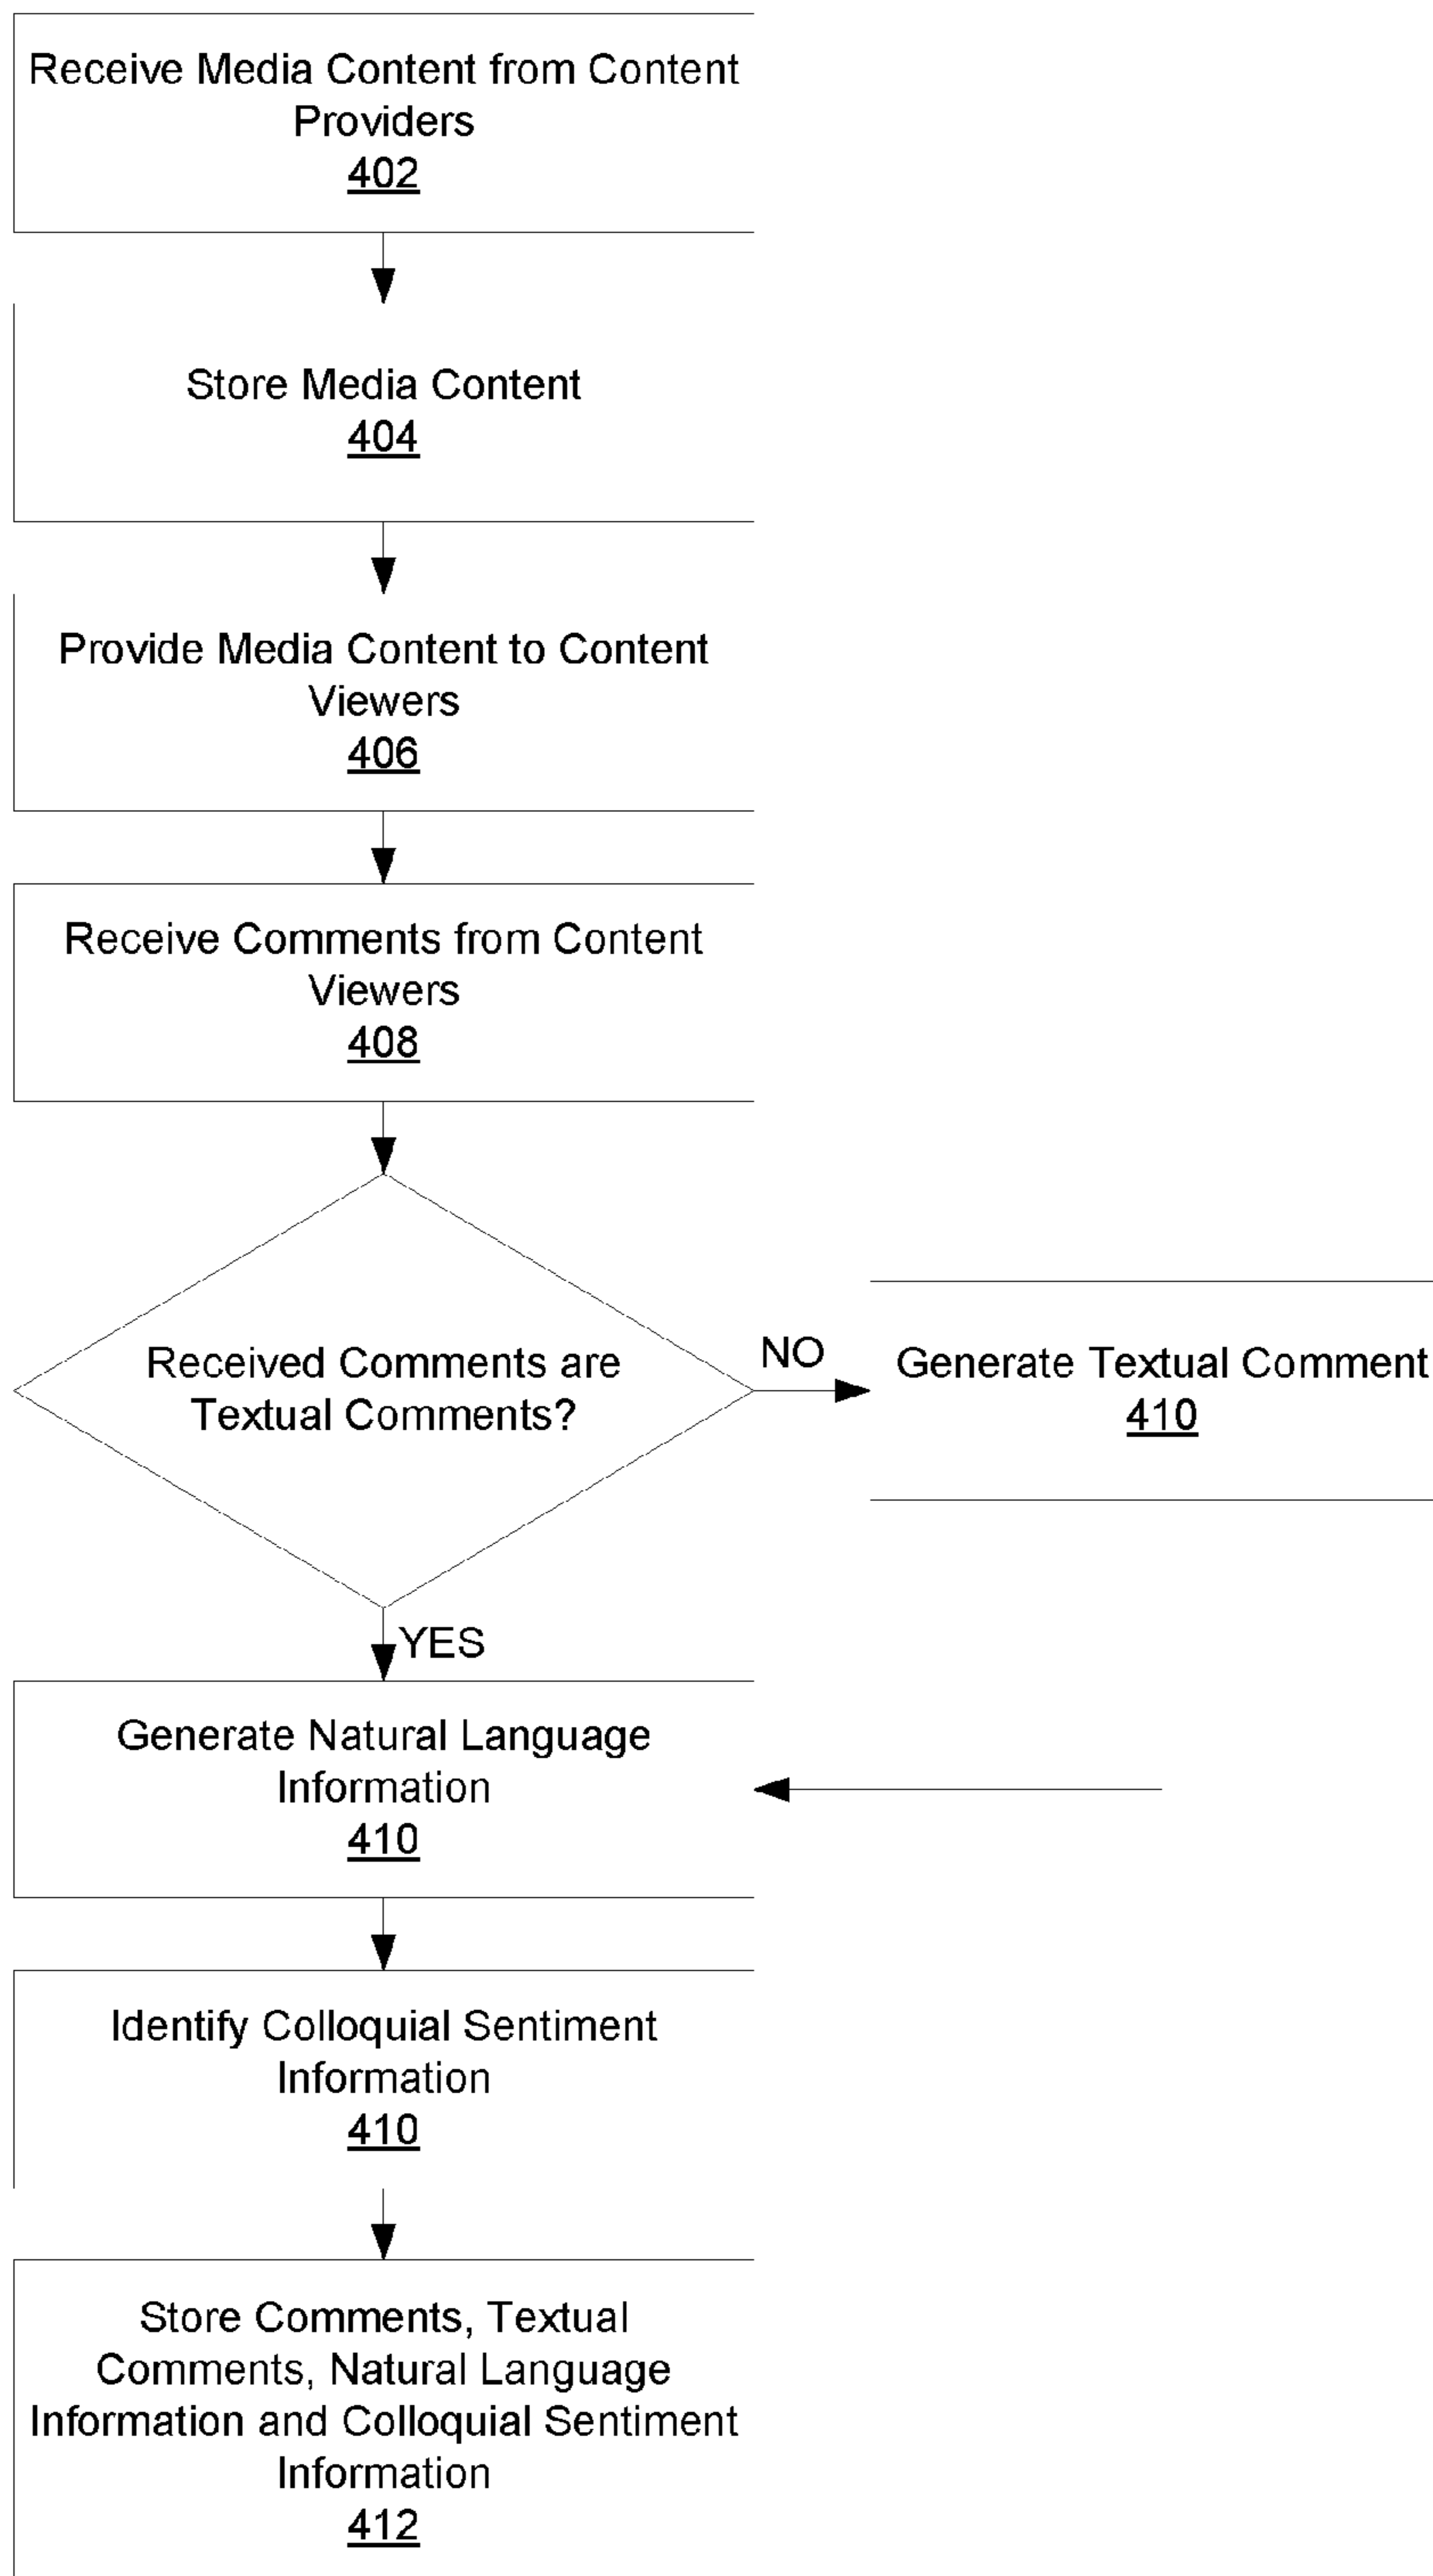 Receive Media Content from Content
Providers
402
Store Media Content
404
Provide Media Content to Content
Viewers
406
Receive Comments from Content
Viewers
408
Received Comments are
Textual Comments?
NO
Generate Textual Comment
410
YES
Generate Natural Language
Information
410
Identify Colloquial Sentiment
Information
410
Store Comments, Textual
Comments, Natural Language
Information and Colloquial Sentiment
Information
412